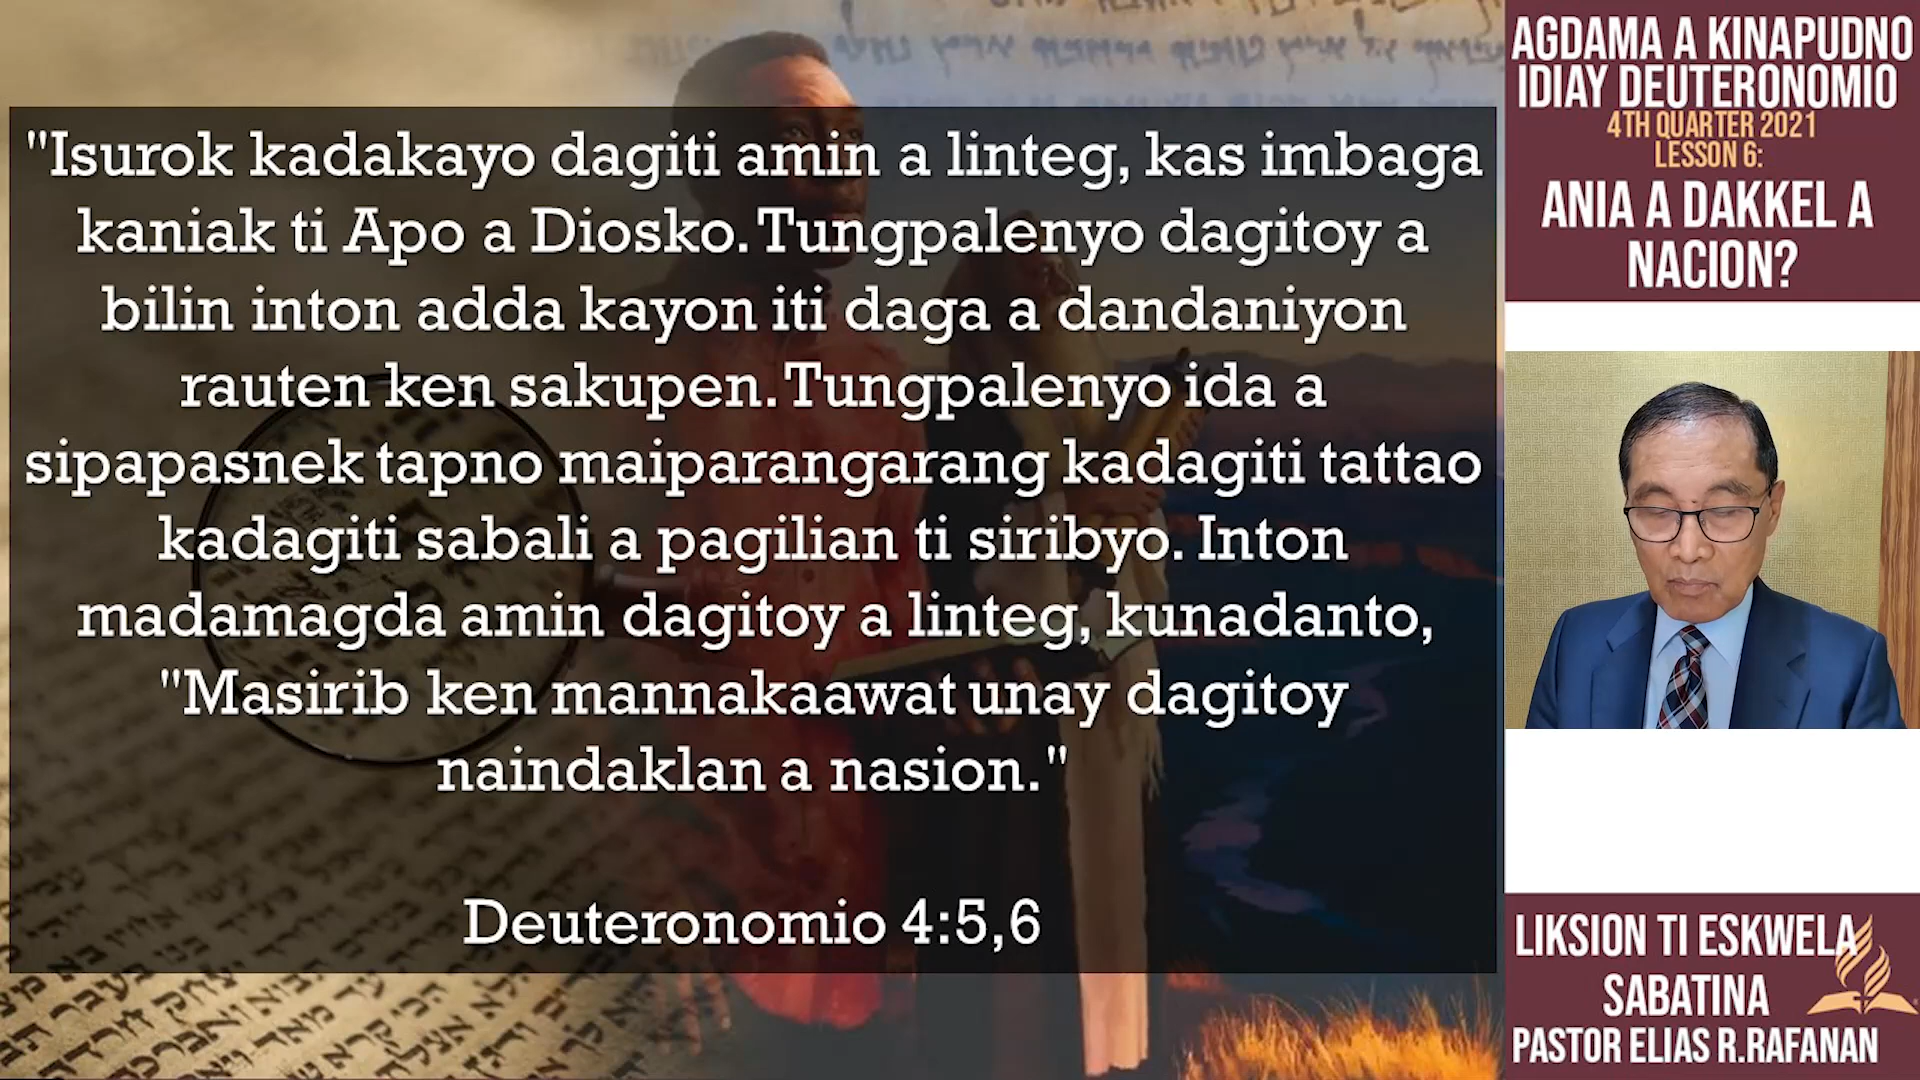 "Isurok kadakayo dagiti amin a linteg, kas imbaga
kaniak ti Apo a Diosko. Tungpalenyo dagitoy a
bilin inton adda kayon iti daga a dandaniyon
rauten ken sakupen. Tungpalenyo ida a
sipapasnek tapno maiparangarang kadagiti tattao
kadagiti sabali a pagilian ti siribyo. Inton
madamagda amin dagitoy a linteg, kunadanto,
"Masirib ken mannakaawat unay dagitoy
naindaklan a nasion."
Deuteronomio 4:5,6
AGDAMA A KINAPUDNO
IDIAY DEUTERONOMIO
4TH QUARTER 2021
LESSON 6:
ANIA A DAKKEL A
NACION?
LIKSION TI ESKWELA
SABATINA
PASTOR ELIAS R.RAFANAN